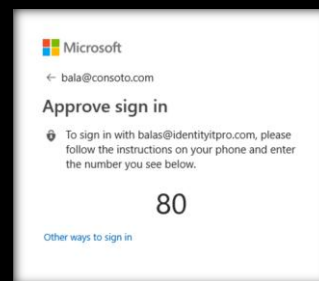 Microsoft
← bala@consoto.com
Approve sign in
To sign in with balas@identityitpro.com, please
follow the instructions on your phone and enter
the number you see below.
80
Other ways to sign in